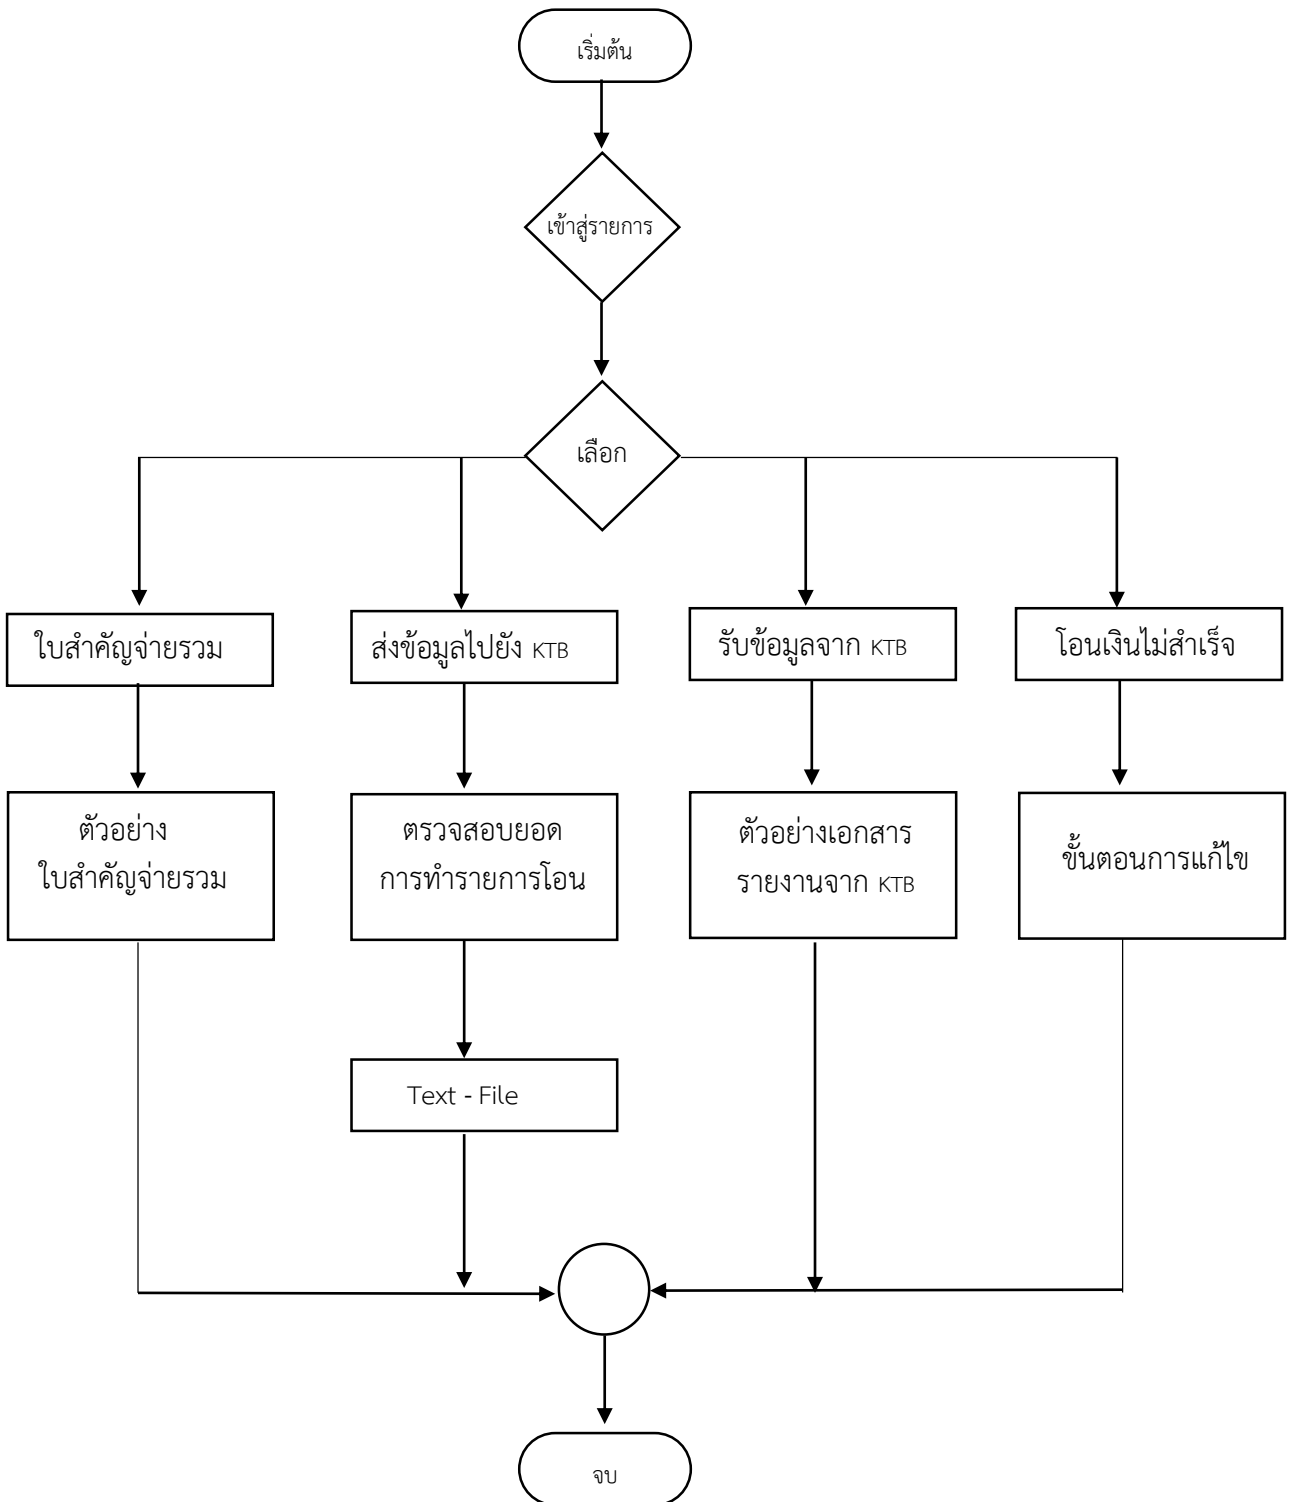 เริ่มต้น
เข้าสู่รายการ
เลือก
ใบสำคัญจ่ายรวม
ส่งข้อมูลไปยัง KTB
รับข้อมูลจาก KTB
โอนเงินไม่สำเร็จ
ตัวอย่าง
ใบสำคัญจ่ายรวม
ตรวจสอบยอด
การทำรายการโอน
ตัวอย่างเอกสาร
รายงานจาก KTB
ขั้นตอนการแก้ไข
Text - File
จบ